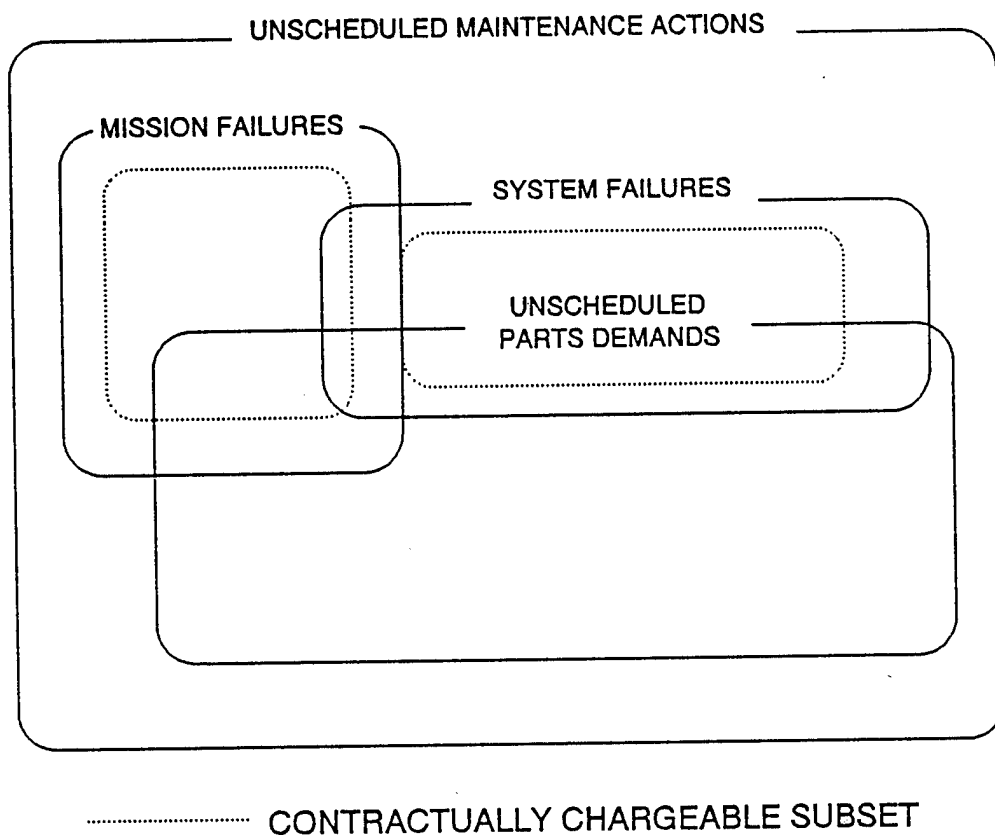 UNSCHEDULED MAINTENANCE ACTIONS
MISSION FAILURES
SYSTEM FAILURES
UNSCHEDULED
PARTS DEMANDS
CONTRACTUALLY CHARGEABLE SUBSET